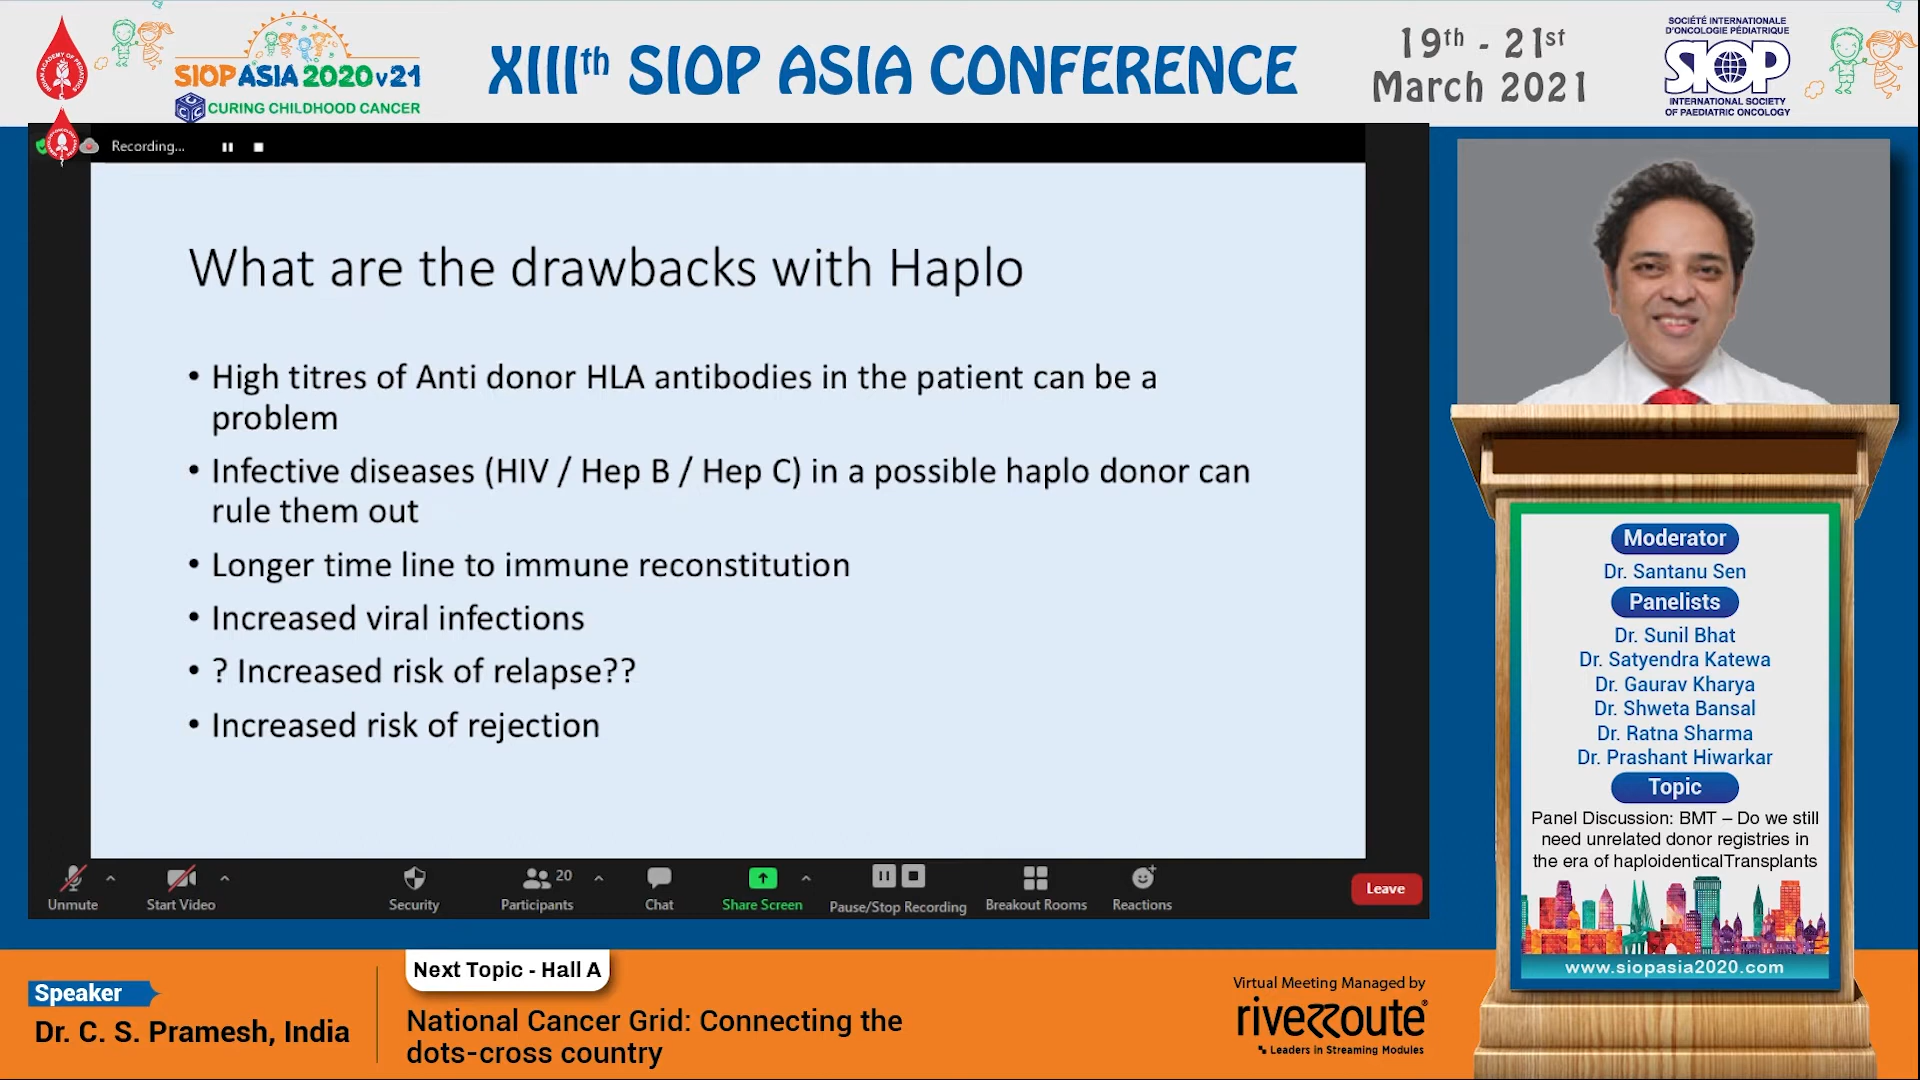 SIOP ASIA 2020 v21
CURING CHILDHOOD CANCER
XIIIth SIOP ASIA CONFERENCE
19th - 21st
March 2021
SOCIÉTÉ INTERNATIONALE
D'ONCOLOGIE PÉDIATRIQUE
SIOP
INTERNATIONAL SOCIETY
OF PAEDIATRIC ONCOLOGY
Recording...
What are the drawbacks with Haplo
• High titres of Anti donor HLA antibodies in the patient can be a
problem
• Infective diseases (HIV / Hep B / Hep C) in a possible haplo donor can
rule them out
• Longer time line to immune reconstitution
• Increased viral infections
• ? Increased risk of relapse??
• Increased risk of rejection
Unmute
Start Video
Security
20
Participants
Chat
Share Screen
Pause/Stop Recording
Breakout Rooms
Reactions
Leave
Moderator
Dr. Santanu Sen
Panelists
Dr. Sunil Bhat
Dr. Satyendra Katewa
Dr. Gaurav Kharya
Dr. Shweta Bansal
Dr. Ratna Sharma
Dr. Prashant Hiwarkar
Topic
Panel Discussion: BMT – Do we still
need unrelated donor registries in
the era of haploidenticalTransplants
www.siopasia2020.com
Speaker
Dr. C. S. Pramesh, India
Next Topic - Hall A
National Cancer Grid: Connecting the
dots-cross country
Virtual Meeting Managed by
riveRRoute
Leaders in Streaming Modules